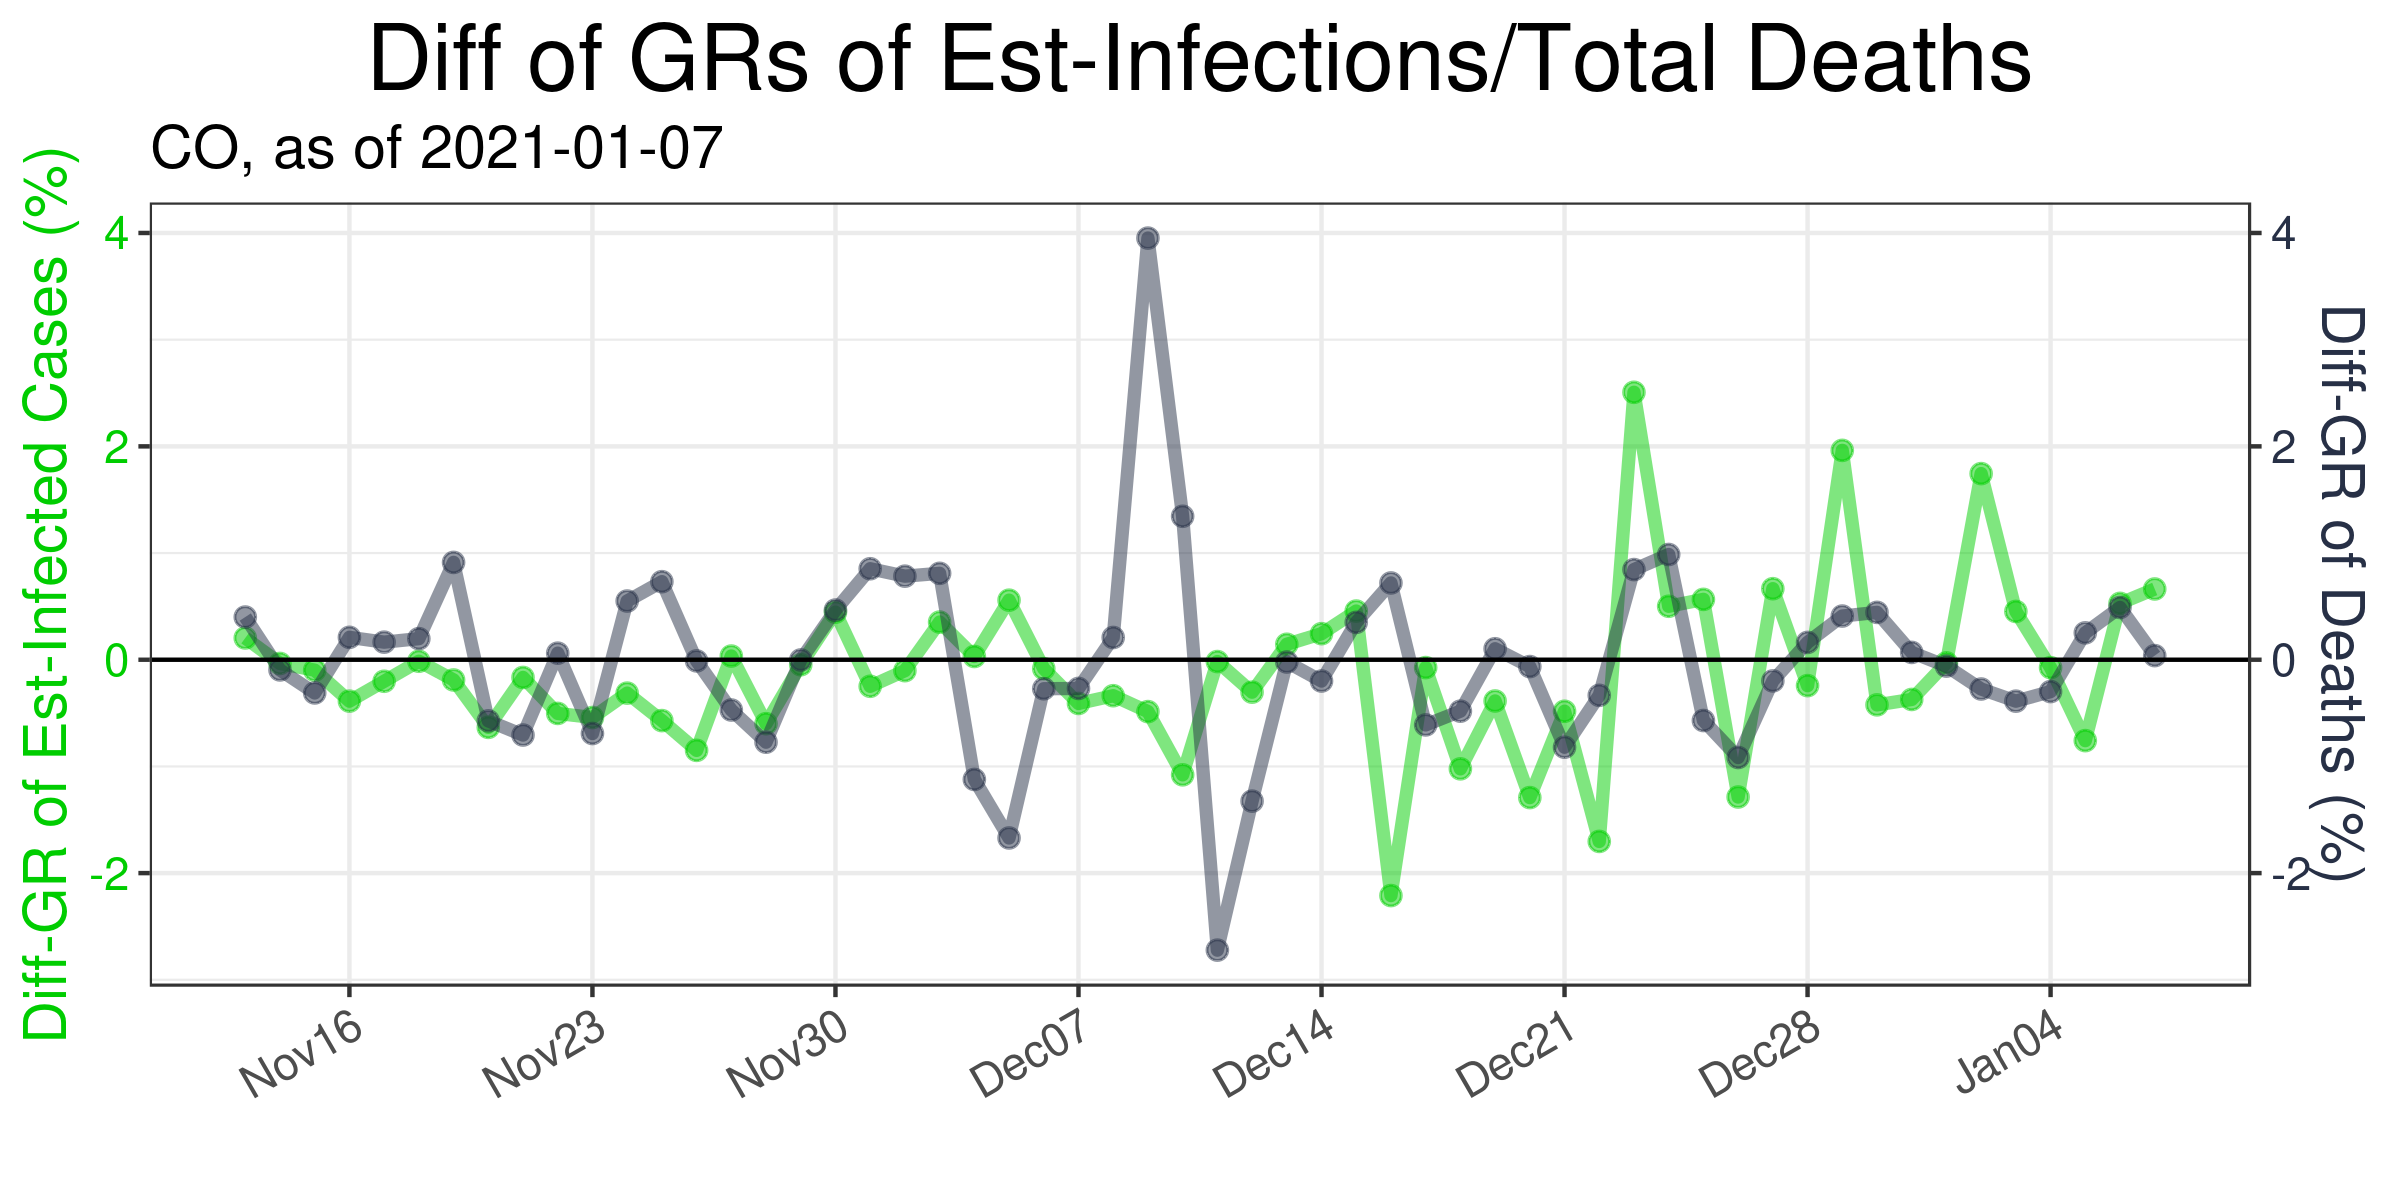 Diff of GRs of Est-Infections/Total Deaths
CO, as of 2021-01-07
Diff-GR of Est-Infected Cases (%)
4
2
0
-2
4
2
0
-2
Diff-GR of Deaths (%)
Nov16
Nov23
Nov30
Dec07
Dec14
Dec21
Dec28
Jan04